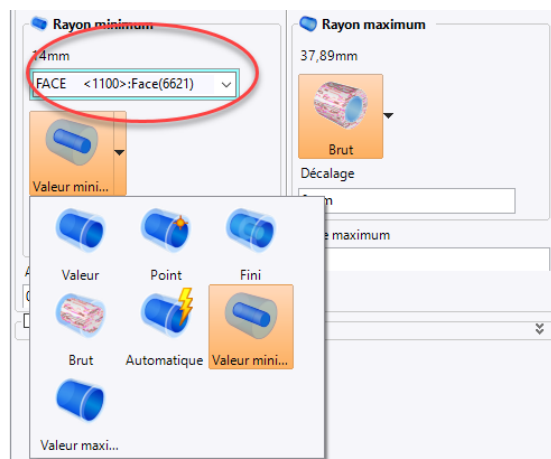 Rayon minimum
14mm
FACE <1100>:Face(6621)
Valeur mini...
Valeur
Point
Fini
Brut
Automatique
Valeur mini...
Valeur maxi...
Rayon maximum
37,89mm
Brut
Décalage
maximum